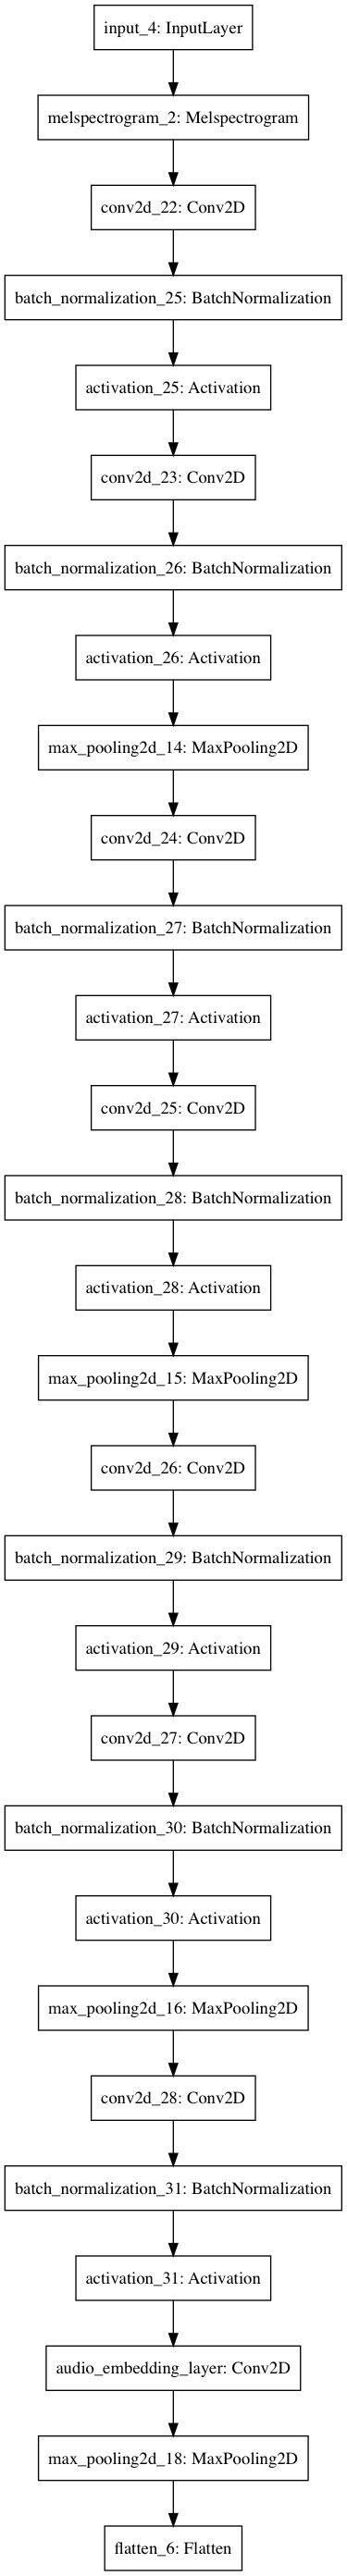 input_4: InputLayer
melspectrogram_2: Melspectrogram
conv2d_22: Conv2D
batch_normalization_25: BatchNormalization
activation_25: Activation
conv2d_23: Conv2D
batch_normalization_26: BatchNormalization
activation_26: Activation
max_pooling2d_14: MaxPooling2D
conv2d_24: Conv2D
batch_normalization_27: BatchNormalization
activation_27: Activation
conv2d_25: Conv2D
batch_normalization_28: BatchNormalization
activation_28: Activation
max_pooling2d_15: MaxPooling2D
conv2d_26: Conv2D
batch_normalization_29: BatchNormalization
activation_29: Activation
conv2d_27: Conv2D
batch_normalization_30: BatchNormalization
activation_30: Activation
max_pooling2d_16: MaxPooling2D
conv2d_28: Conv2D
batch_normalization_31: BatchNormalization
activation_31: Activation
audio_embedding_layer: Conv2D
max_pooling2d_18: MaxPooling2D
flatten_6: Flatten